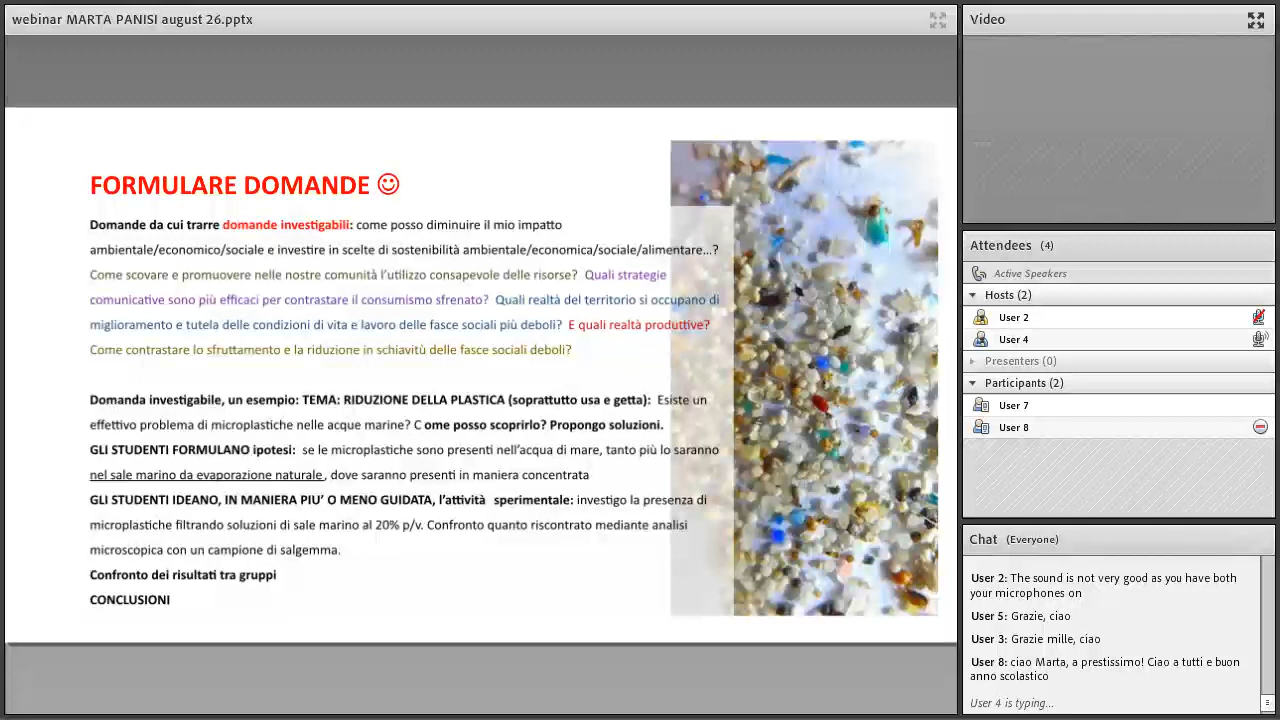 webinar MARTA PANISI august 26.pptx
FORMULARE DOMANDE ☺
Domande da cui trarre domande investigabili: come posso diminuire il mio impatto
ambientale/economico/sociale e investire in scelte di sostenibilità ambientale/economica/sociale/alimentare...?
Come scovare e promuovere nelle nostre comunità l'utilizzo consapevole delle risorse? Quali strategie
comunicative sono più efficaci per contrastare il consumismo sfrenato? Quali realtà del territorio si occupano di
miglioramento e tutela delle condizioni di vita e lavoro delle fasce sociali più deboli? E quali realtà produttive?
Come contrastare lo sfruttamento e la riduzione in schiavitù delle fasce sociali deboli?
Domanda investigabile, un esempio: TEMA: RIDUZIONE DELLA PLASTICA (soprattutto usa e getta): Esiste un
effettivo problema di microplastiche nelle acque marine? C ome posso scoprirlo? Propongo soluzioni.
GLI STUDENTI FORMULANO ipotesi: se le microplastiche sono presenti nell'acqua di mare, tanto più lo saranno
nel sale marino da evaporazione naturale , dove saranno presenti in maniera concentrata
GLI STUDENTI IDEANO, IN MANIERA PIU' O MENO GUIDATA, l'attività sperimentale: investigo la presenza di
microplastiche filtrando soluzioni di sale marino al 20% p/v. Confronto quanto riscontrato mediante analisi
microscopica con un campione di salgemma.
Confronto dei risultati tra gruppi
CONCLUSIONI
Video
Attendees (4)
Active Speakers
Hosts (2)
User 2
User 4
Presenters (0)
Participants (2)
User 7
User 8
Chat (Everyone)
User 2: The sound is not very good as you have both
your microphones on
User 5: Grazie, ciao
User 3: Grazie mille, ciao
User 8: ciao Marta, a prestissimo! Ciao a tutti e buon
anno scolastico
User 4 is typing...